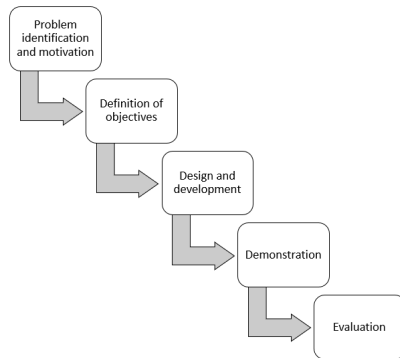 Problem
identification
and motivation
Definition of
objectives
Design and
development
Demonstration
Evaluation